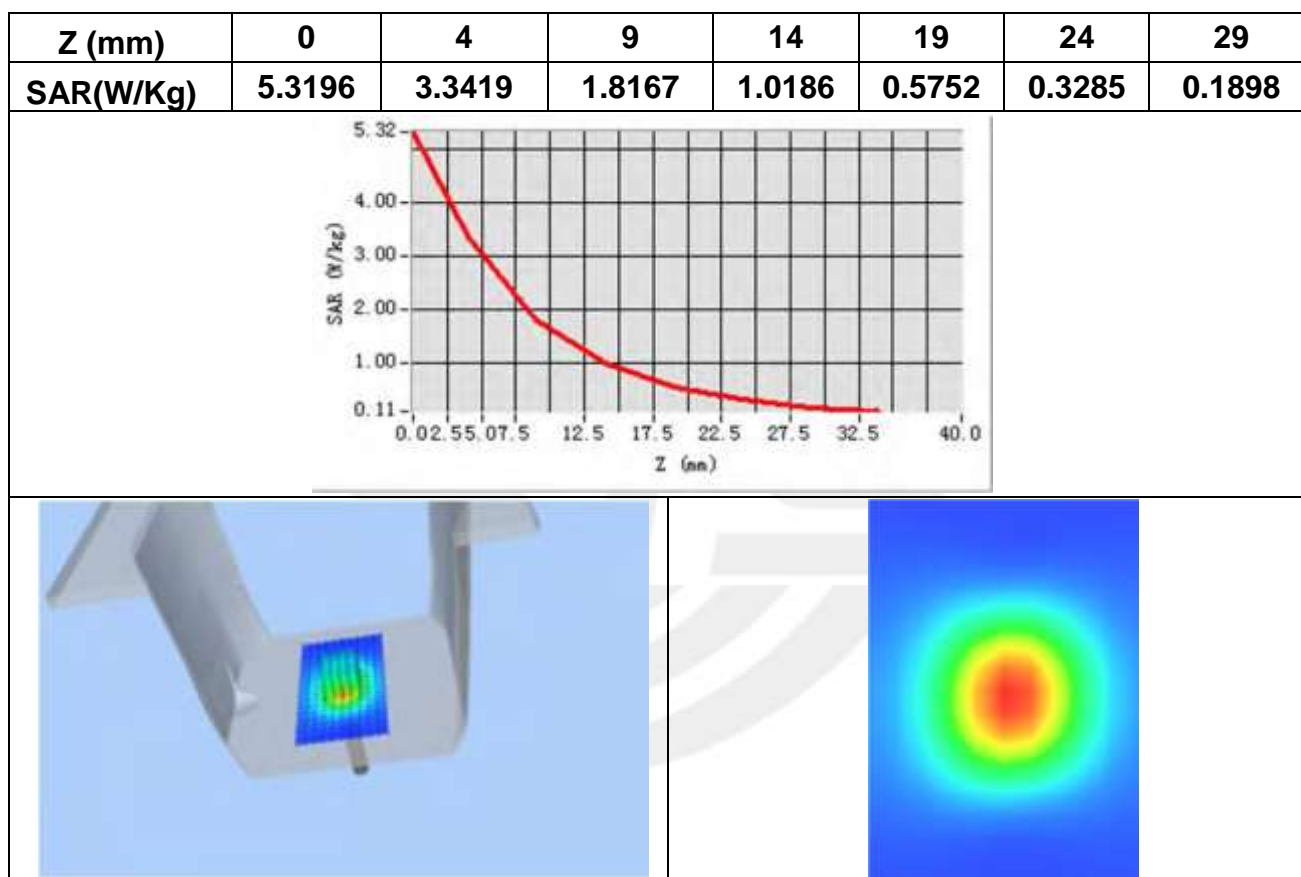 Z (mm) 0 4 9 14 19 24 29
SAR(W/Kg) 5.3196 3.3419 1.8167 1.0186 0.5752 0.3285 0.1898
5.32
4.00
3.00
2.00
1.00
0.11
SAR (W/kg)
0.0 2.5 5.0 7.5 12.5 17.5 22.5 27.5 32.5 40.0
Z (mm)